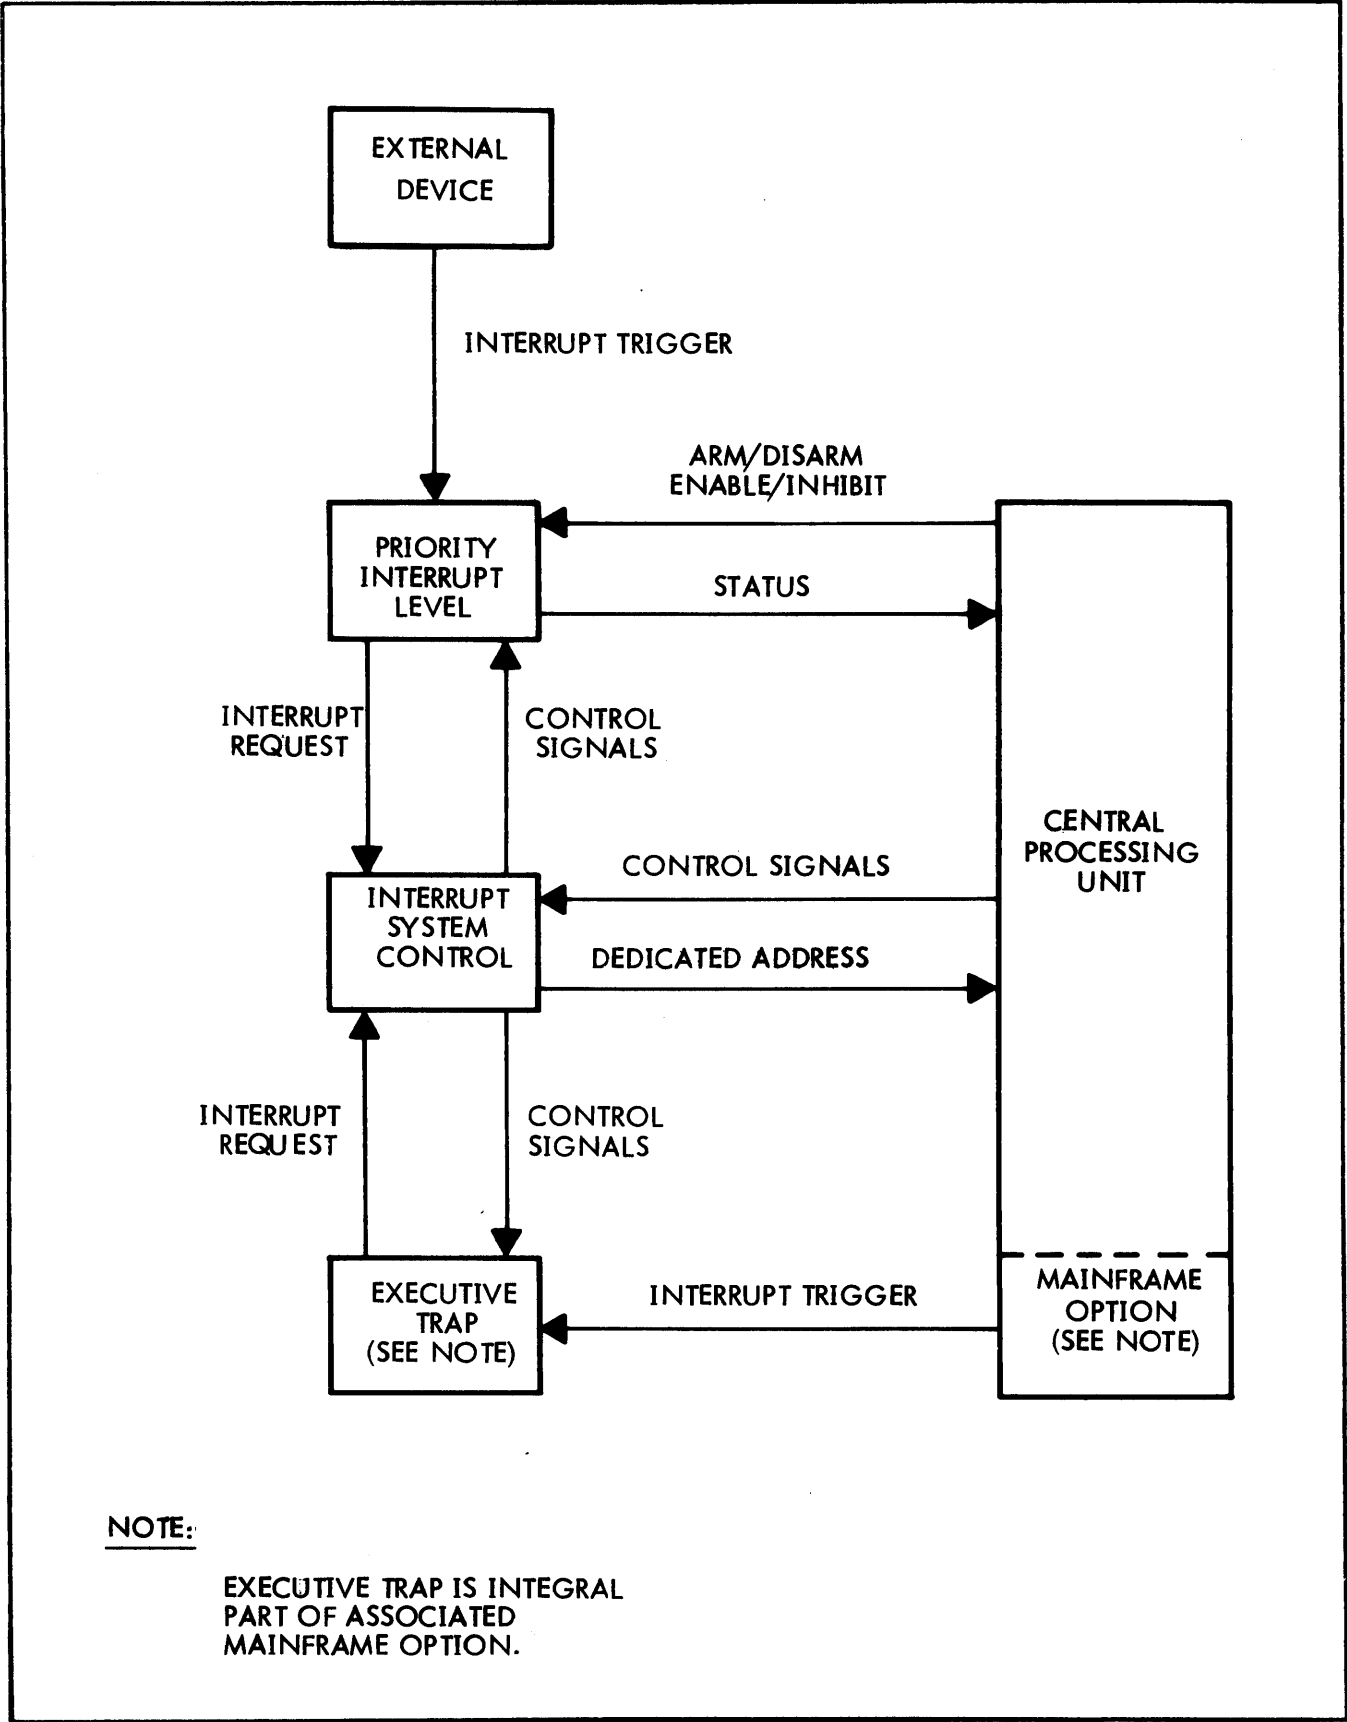 EXTERNAL
DEVICE
INTERRUPT TRIGGER
ARM/DISARM
ENABLE/INHIBIT
PRIORITY
INTERRUPT
LEVEL
STATUS
INTERRUPT
REQUEST
CONTROL
SIGNALS
CENTRAL
PROCESSING
UNIT
CONTROL SIGNALS
INTERRUPT
SYSTEM
CONTROL
DEDICATED ADDRESS
INTERRUPT
REQUEST
CONTROL
SIGNALS
EXECUTIVE
TRAP
(SEE NOTE)
INTERRUPT TRIGGER
MAINFRAME
OPTION
(SEE NOTE)
NOTE:
EXECUTIVE TRAP IS INTEGRAL
PART OF ASSOCIATED
MAINFRAME OPTION.